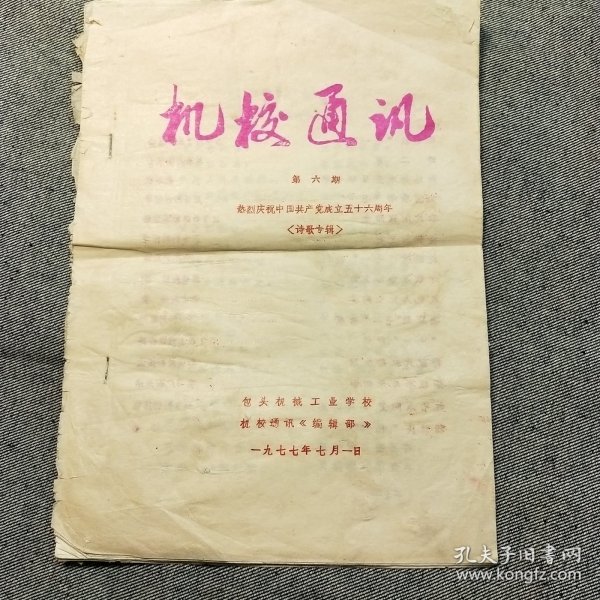 机校通讯
第六期
热烈庆祝中国共产党成立五十六周年
〈诗歌专辑〉
包头机械工业学校
机校通讯《编辑部》
一九七七年七月一日
孔夫子旧书网
www.kongfz.com